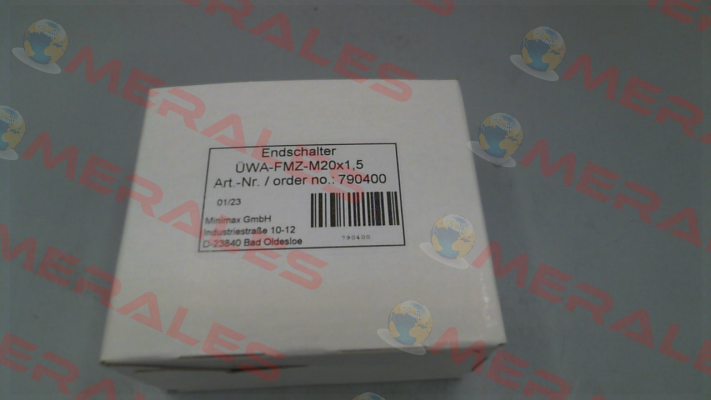 MERALES
MERALES
Endschalter
ÜWA-FMZ-M20x1,5
Art.-Nr. / order no.: 790400
01/23
Minimax GmbH
Industriestraße 10-12
D-23840 Bad Oldesloe
790400
MERALES
MERALES